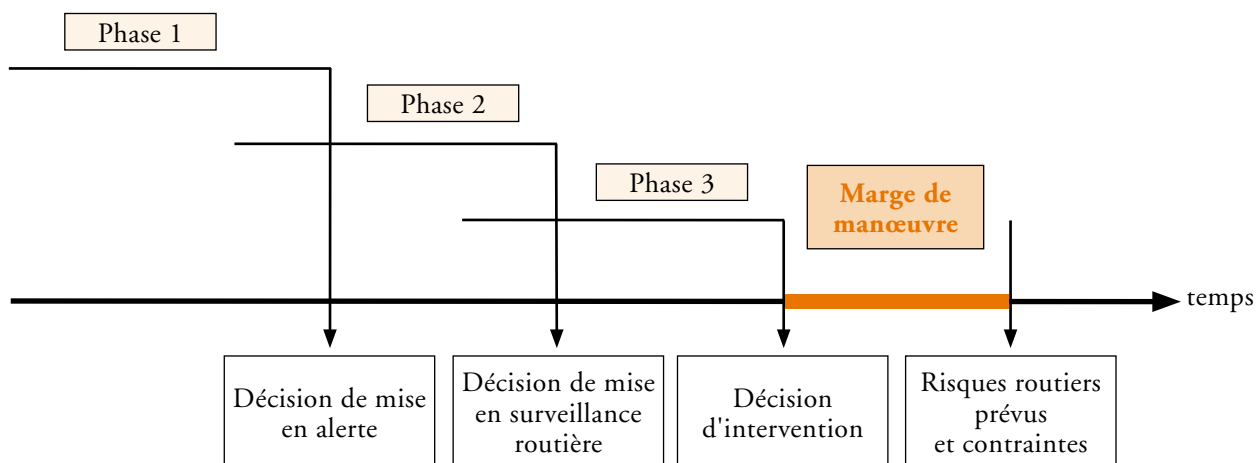 Phase 1
Phase 2
Phase 3
Marge de
manœuvre
temps
Décision de mise
en alerte
Décision de mise
en surveillance
routière
Décision
d'intervention
Risques routiers
prévus
et contraintes